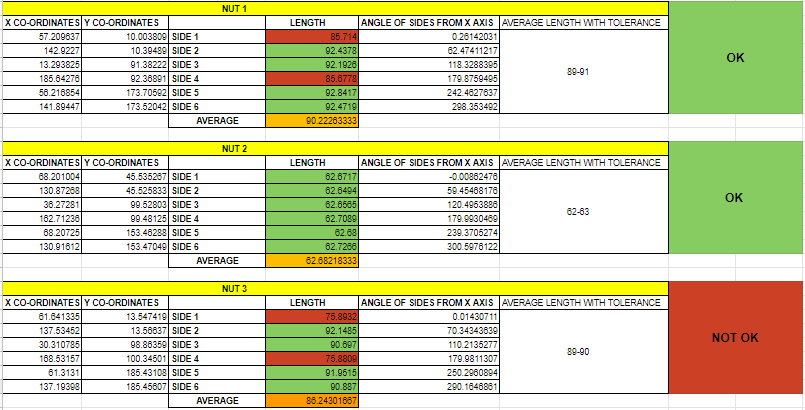 NUT 1
X CO-ORDINATES Y CO-ORDINATES LENGTH ANGLE OF SIDES FROM X AXIS AVERAGE LENGTH WITH TOLERANCE
57.209637 10.003809 SIDE 1 85.714 0.26142031
142.9227 10.39489 SIDE 2 92.4378 62.47411217
13.293825 91.38222 SIDE 3 92.1926 118.3288395
185.64276 92.36891 SIDE 4 85.6778 179.8759495
56.216854 173.70592 SIDE 5 92.8417 242.4627637
141.89447 173.52042 SIDE 6 92.4719 298.353492
AVERAGE 90.22263333
89-91
OK
NUT 2
X CO-ORDINATES Y CO-ORDINATES LENGTH ANGLE OF SIDES FROM X AXIS AVERAGE LENGTH WITH TOLERANCE
68.201004 45.535267 SIDE 1 62.6717 -0.00862476
130.87268 45.525833 SIDE 2 62.6494 59.45468176
36.27281 99.52803 SIDE 3 62.6565 120.4953886
162.71236 99.48125 SIDE 4 62.7089 179.9930469
68.20725 153.46288 SIDE 5 62.68 239.3705274
130.91612 153.47049 SIDE 6 62.7266 300.5976122
AVERAGE 62.68218333
62-63
OK
NUT 3
X CO-ORDINATES Y CO-ORDINATES LENGTH ANGLE OF SIDES FROM X AXIS AVERAGE LENGTH WITH TOLERANCE
61.641335 13.547419 SIDE 1 75.8932 0.01430711
137.53452 13.56637 SIDE 2 92.1485 70.34343639
30.310785 98.86359 SIDE 3 90.697 110.2135277
168.53157 100.34501 SIDE 4 75.8809 179.9811307
61.3131 185.43108 SIDE 5 91.9515 250.2960894
137.19398 185.45607 SIDE 6 90.887 290.1646861
AVERAGE 86.24301667
89-90
NOT OK